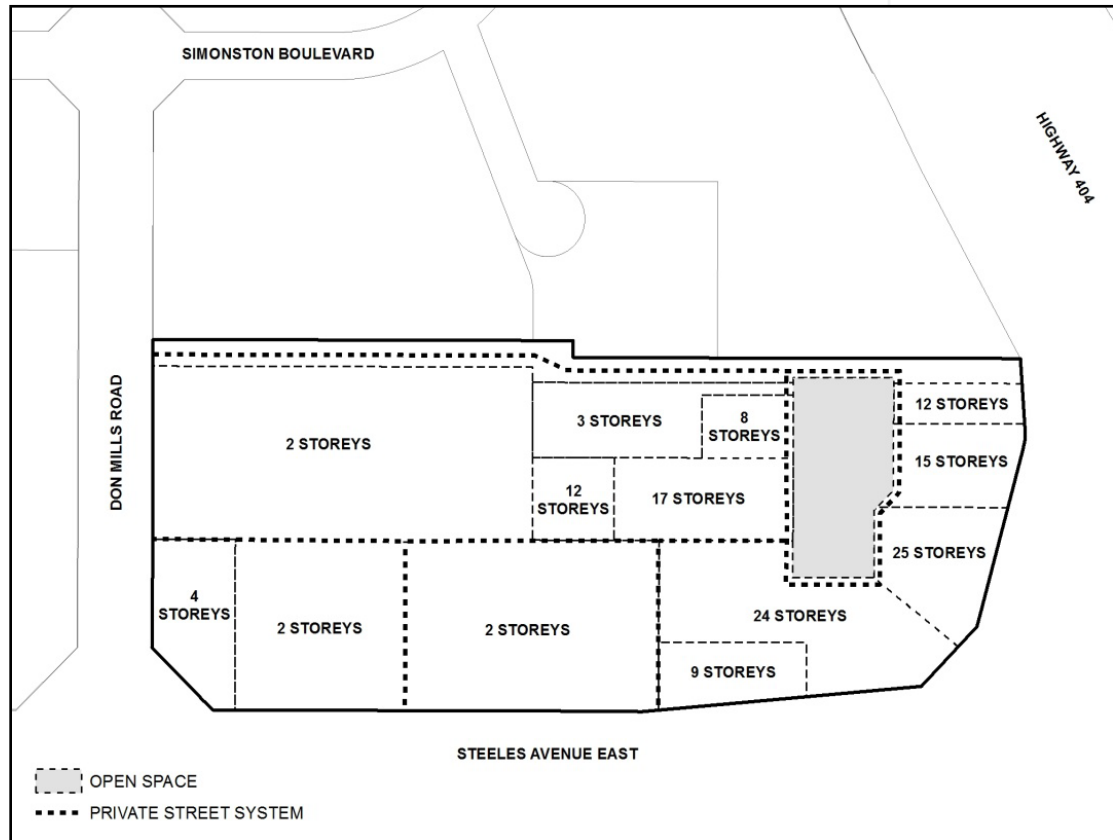 SIMONSTON BOULEVARD
HIGHWAY 404
DON MILLS ROAD
2 STOREYS
3 STOREYS
8
STOREYS
12 STOREYS
15 STOREYS
12
STOREYS
17 STOREYS
25 STOREYS
4
STOREYS
2 STOREYS
2 STOREYS
24 STOREYS
9 STOREYS
STEELES AVENUE EAST
OPEN SPACE
PRIVATE STREET SYSTEM